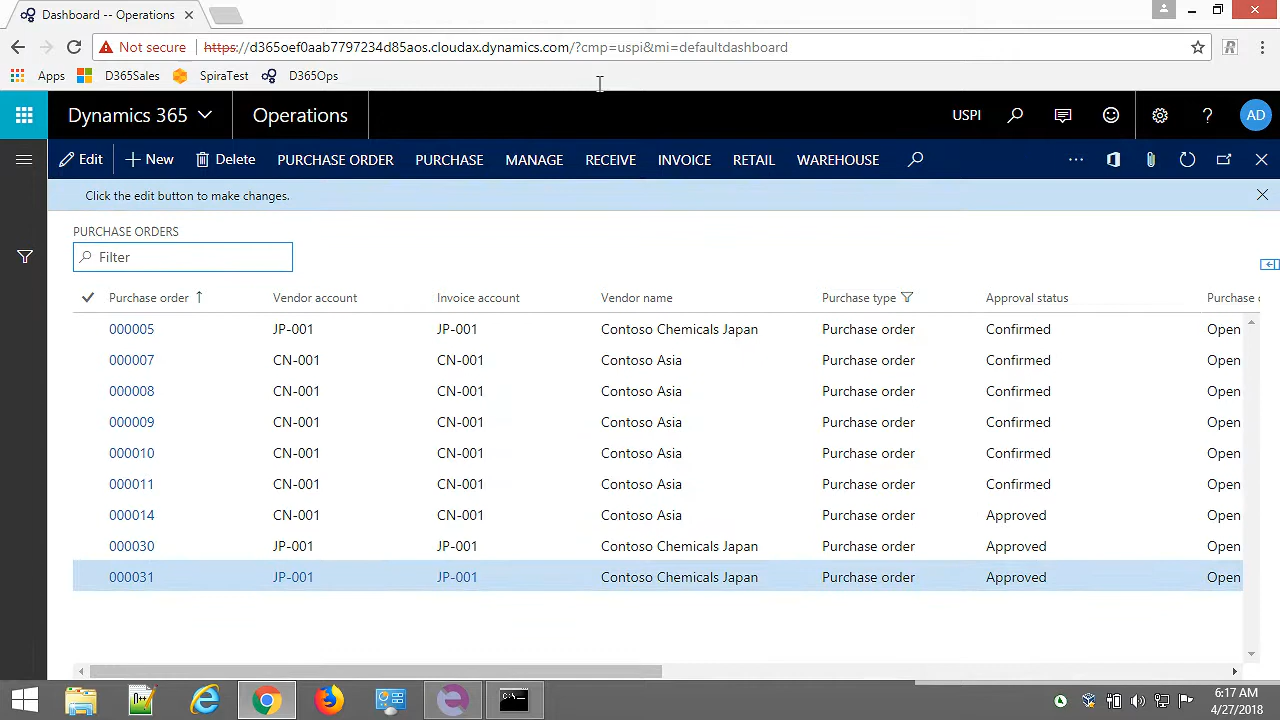 Dashboard -- Operations
Not secure https://d365oef0aab7797234d85aos.cloudax.dynamics.com/?cmp=uspi&mi=defaultdashboard R
Apps D365Sales SpiraTest D365Ops
Dynamics 365 Operations USPI ? AD
Edit New Delete PURCHASE ORDER PURCHASE MANAGE RECEIVE INVOICE RETAIL WAREHOUSE
Click the edit button to make changes.
PURCHASE ORDERS
Filter
Purchase order Vendor account Invoice account Vendor name Purchase type Approval status Purchase
000005 JP-001 JP-001 Contoso Chemicals Japan Purchase order Confirmed Open
000007 CN-001 CN-001 Contoso Asia Purchase order Confirmed Open
000008 CN-001 CN-001 Contoso Asia Purchase order Confirmed Open
000009 CN-001 CN-001 Contoso Asia Purchase order Confirmed Open
000010 CN-001 CN-001 Contoso Asia Purchase order Confirmed Open
000011 CN-001 CN-001 Contoso Asia Purchase order Confirmed Open
000014 CN-001 CN-001 Contoso Asia Purchase order Approved Open
000030 JP-001 JP-001 Contoso Chemicals Japan Purchase order Approved Open
000031 JP-001 JP-001 Contoso Chemicals Japan Purchase order Approved Open
6:17 AM
4/27/2018